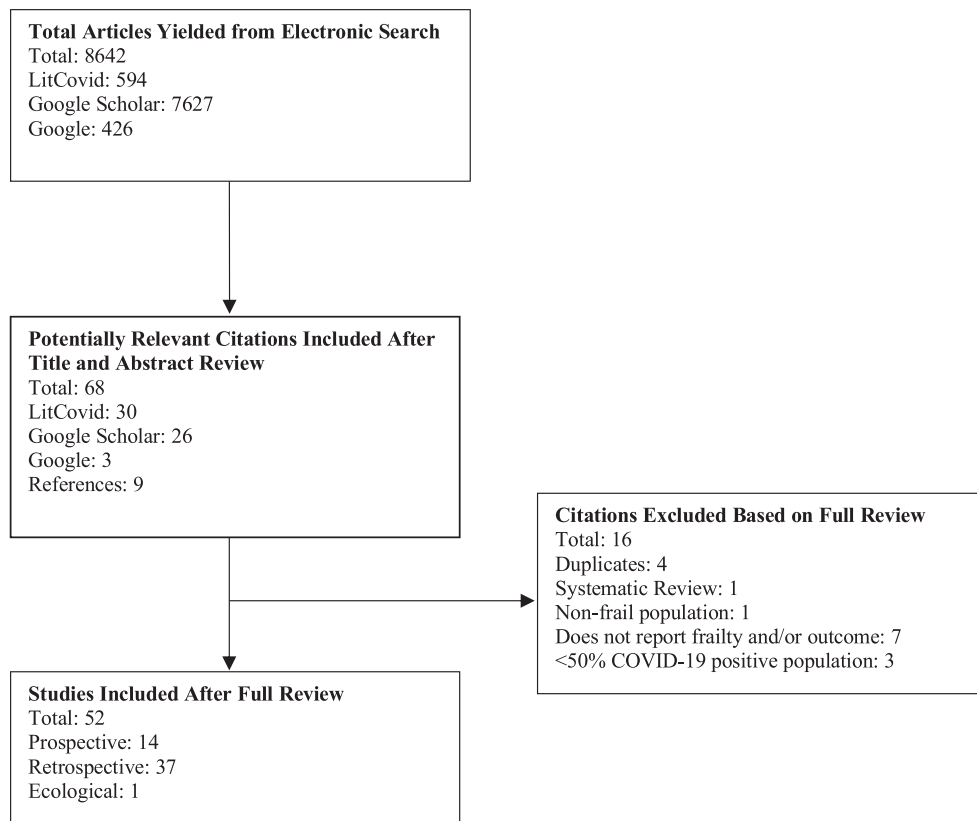 Total Articles Yielded from Electronic Search
Total: 8642
LitCovid: 594
Google Scholar: 7627
Google: 426
Potentially Relevant Citations Included After
Title and Abstract Review
Total: 68
LitCovid: 30
Google Scholar: 26
Google: 3
References: 9
Citations Excluded Based on Full Review
Total: 16
Duplicates: 4
Systematic Review: 1
Non-frail population: 1
Does not report frailty and/or outcome: 7
<50% COVID-19 positive population: 3
Studies Included After Full Review
Total: 52
Prospective: 14
Retrospective: 37
Ecological: 1